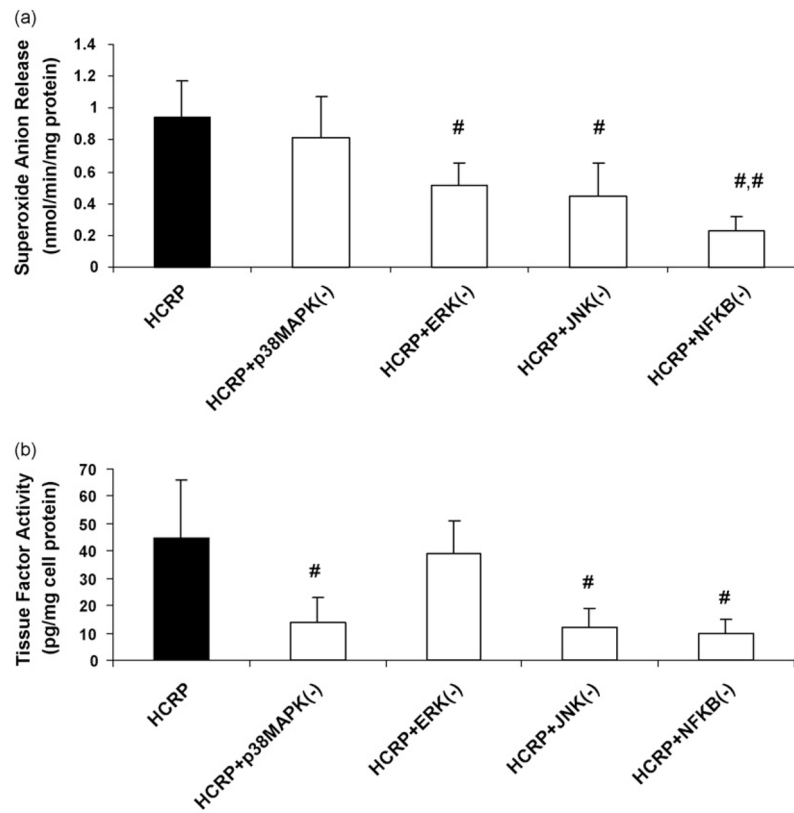 (a)
Superoxide Anion Release
(nmol/min/mg protein)
1.4
1.2
1
0.8
0.6
0.4
0.2
0
#
#
#,#
HCRP
HCRP+p38MAPK(-)
HCRP+ERK(-)
HCRP+JNK(-)
HCRP+NFKB(-)
(b)
Tissue Factor Activity
(pg/mg cell protein)
70
60
50
40
30
20
10
0
#
#
#
HCRP
HCRP+p38MAPK(-)
HCRP+ERK(-)
HCRP+JNK(-)
HCRP+NFKB(-)